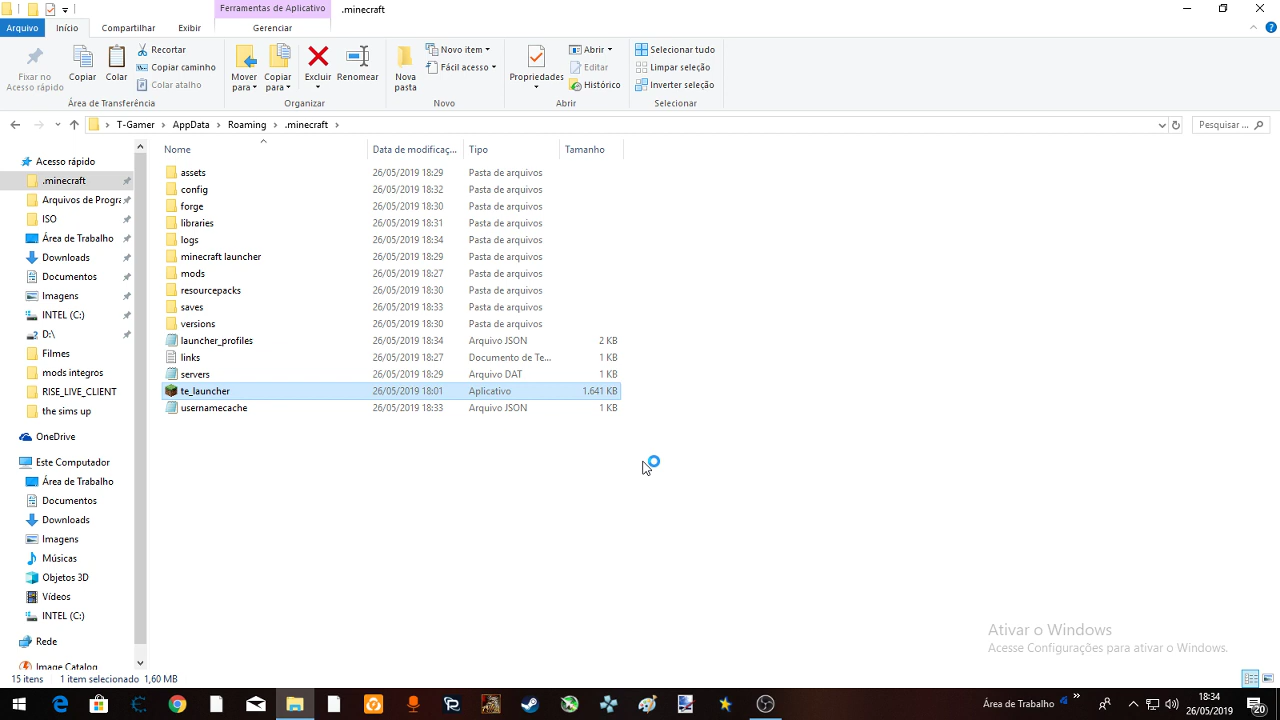 Ferramentas de Aplicativo
.minecraft
Arquivo
Início
Compartilhar
Exibir
Gerenciar
Fixar no Acesso rápido
Copiar
Colar
Recortar
Copiar caminho
Colar atalho
Área de Transferência
Mover para
Copiar para
Excluir
Renomear
Organizar
Nova pasta
Novo item
Fácil acesso
Novo
Propriedades
Abrir
Editar
Histórico
Abrir
Selecionar tudo
Limpar seleção
Inverter seleção
Selecionar
T-Gamer > AppData > Roaming > .minecraft >
Pesquisar ...
Nome Data de modificaç... Tipo Tamanho
assets 26/05/2019 18:29 Pasta de arquivos
config 26/05/2019 18:32 Pasta de arquivos
forge 26/05/2019 18:30 Pasta de arquivos
libraries 26/05/2019 18:31 Pasta de arquivos
logs 26/05/2019 18:34 Pasta de arquivos
minecraft launcher 26/05/2019 18:29 Pasta de arquivos
mods 26/05/2019 18:27 Pasta de arquivos
resourcepacks 26/05/2019 18:30 Pasta de arquivos
saves 26/05/2019 18:33 Pasta de arquivos
versions 26/05/2019 18:30 Pasta de arquivos
launcher_profiles 26/05/2019 18:34 Arquivo JSON 2 KB
links 26/05/2019 18:27 Documento de Te... 1 KB
servers 26/05/2019 18:29 Arquivo DAT 1 KB
te_launcher 26/05/2019 18:01 Aplicativo 1.641 KB
usernamecache 26/05/2019 18:33 Arquivo JSON 1 KB
Acesso rápido
.minecraft
Arquivos de Progra
ISO
Área de Trabalho
Downloads
Documentos
Imagens
INTEL (C:)
D:\
Filmes
mods integros
RISE_LIVE_CLIENT
the sims up
OneDrive
Este Computador
Área de Trabalho
Documentos
Downloads
Imagens
Músicas
Objetos 3D
Vídeos
INTEL (C:)
Rede
Image Catalog
Ativar o Windows
Acesse Configurações para ativar o Windows.
15 itens 1 item selecionado 1,60 MB
Área de Trabalho
18:34
26/05/2019
20